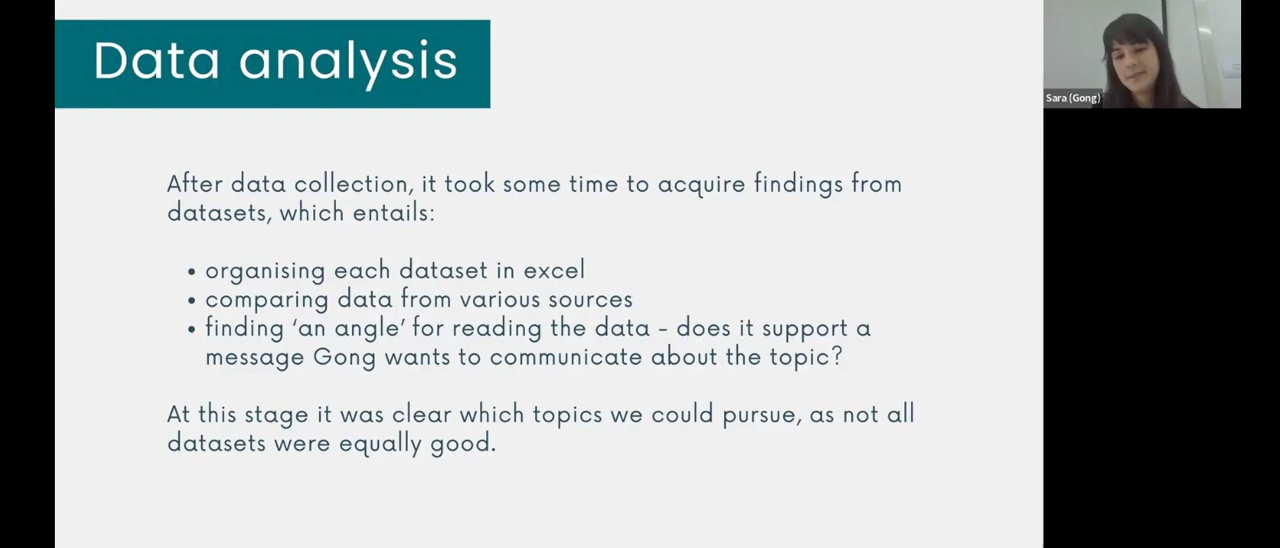 Data analysis
Sara (Gong)
After data collection, it took some time to acquire findings from
datasets, which entails:
• organising each dataset in excel
• comparing data from various sources
• finding ‘an angle’ for reading the data - does it support a
message Gong wants to communicate about the topic?
At this stage it was clear which topics we could pursue, as not all
datasets were equally good.